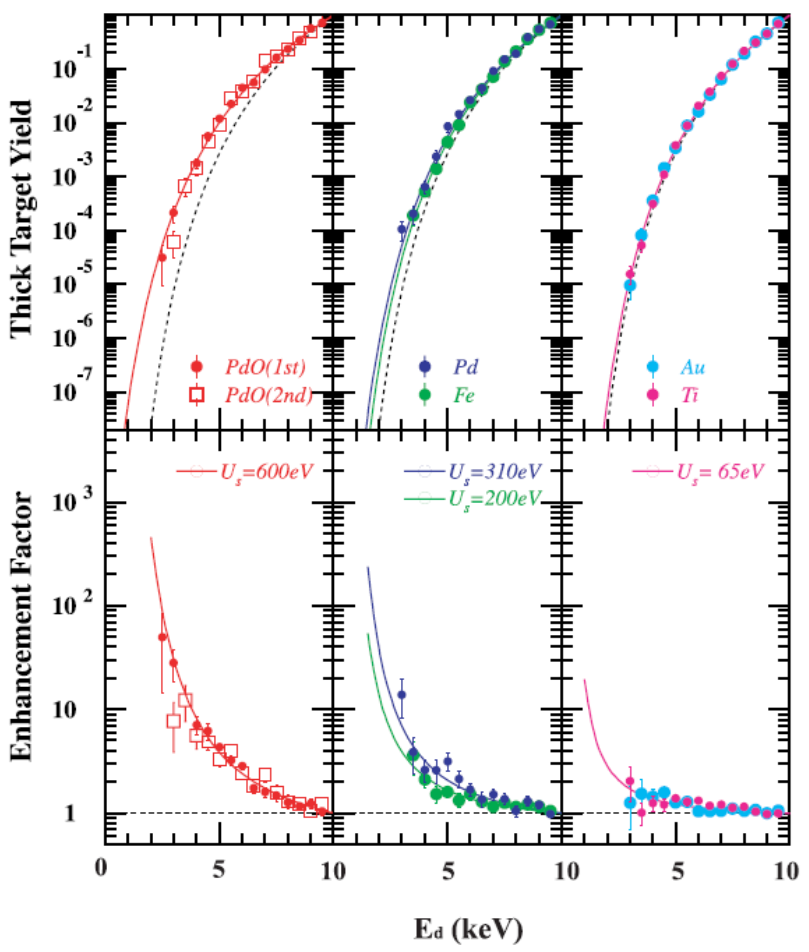 Thick Target Yield
10^-1
10^-2
10^-3
10^-4
10^-5
10^-6
10^-7
PdO(1st)
PdO(2nd)
Pd
Fe
Au
Ti
Enhancement Factor
10^3
10^2
10
1
U_s=600eV
U_s=310eV
U_s=200eV
U_s= 65eV
0 5 10 5 10 5 10
E_d (keV)